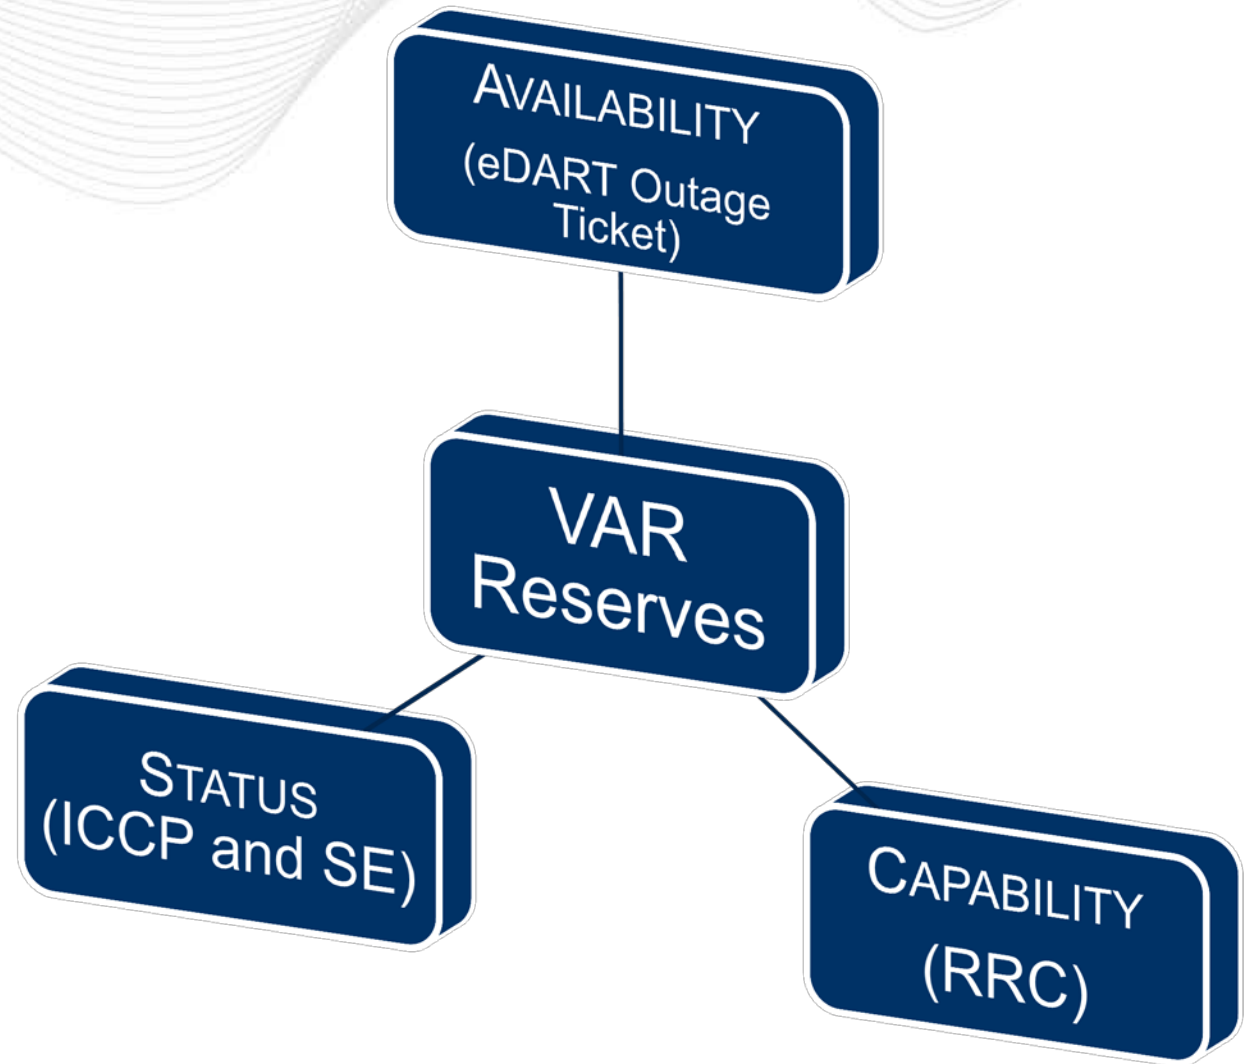 AVAILABILITY
(eDART Outage
Ticket)
VAR
Reserves
STATUS
(ICCP and SE)
CAPABILITY
(RRC)